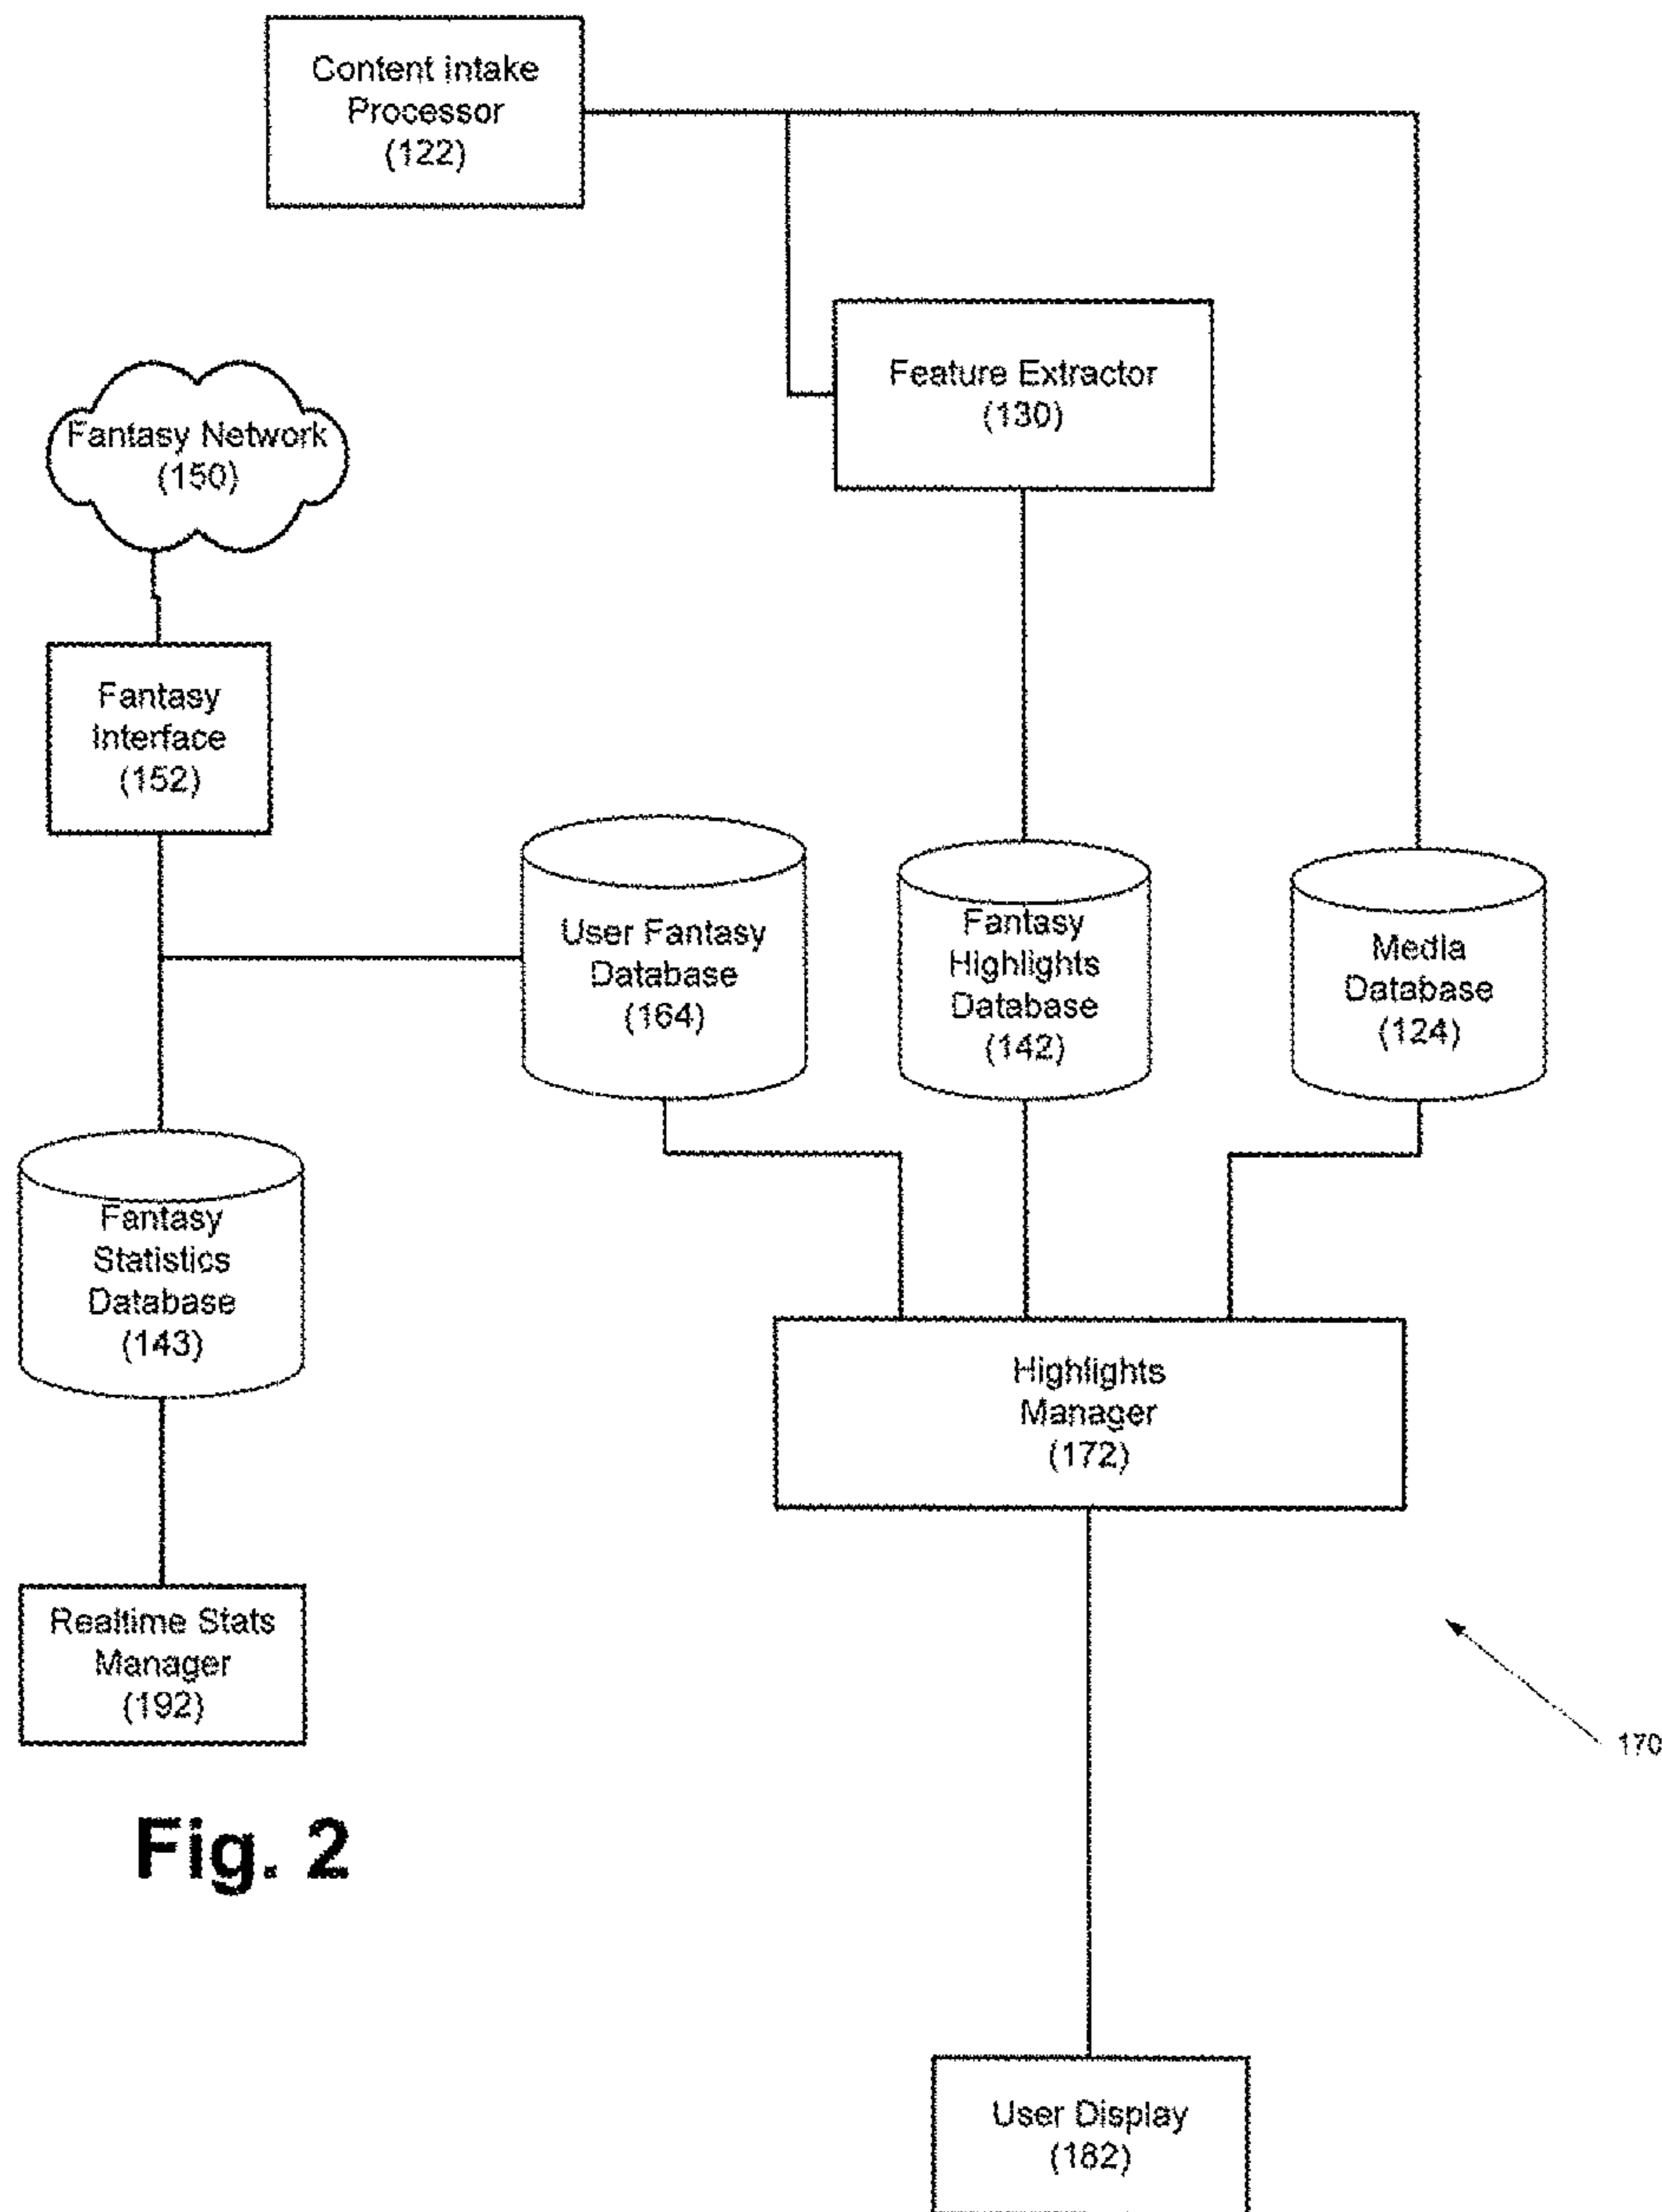 Content intake
Processor
(122)
Feature Extractor
(130)
Fantasy Network
(150)
Fantasy
Interface
(152)
User Fantasy
Database
(164)
Fantasy
Highlights
Database
(142)
Media
Database
(124)
Fantasy
Statistics
Database
(143)
Highlights
Manager
(172)
Realtime Stats
Manager
(192)
170
Fig. 2
User Display
(182)